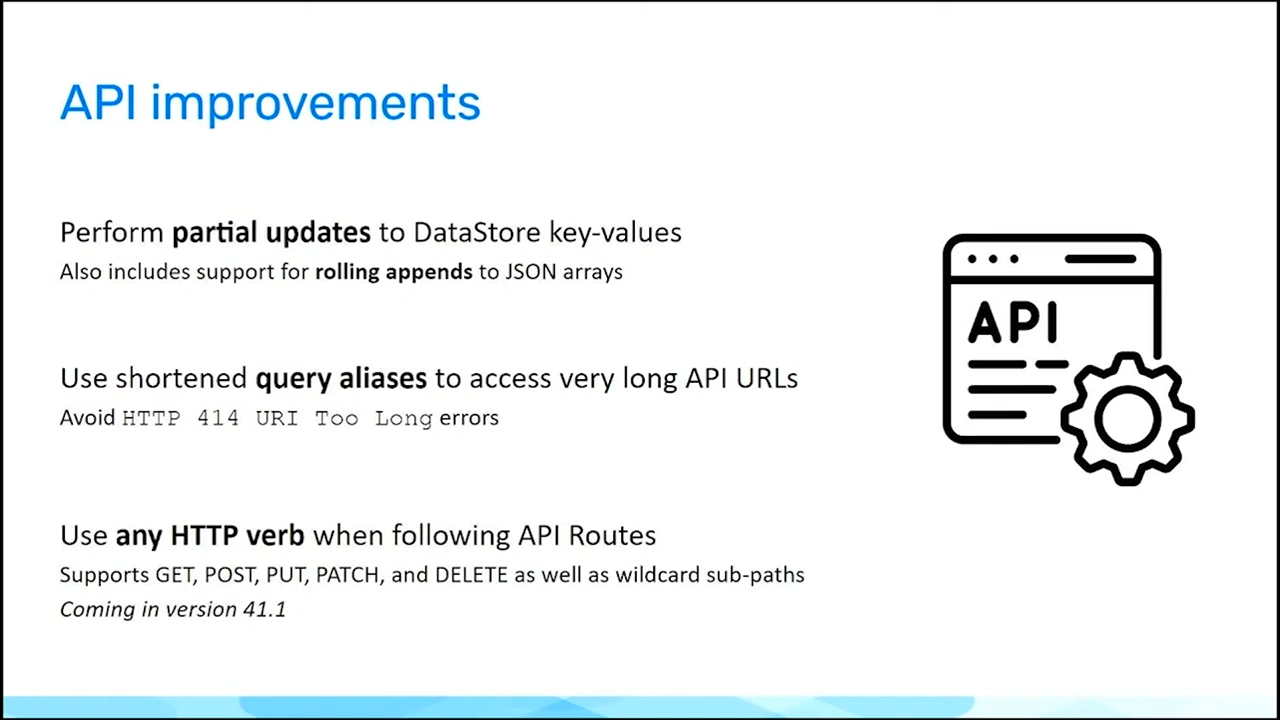 API improvements
Perform partial updates to DataStore key-values
Also includes support for rolling appends to JSON arrays
Use shortened query aliases to access very long API URLs
Avoid HTTP 414 URI Too Long errors
Use any HTTP verb when following API Routes
Supports GET, POST, PUT, PATCH, and DELETE as well as wildcard sub-paths
Coming in version 41.1
API